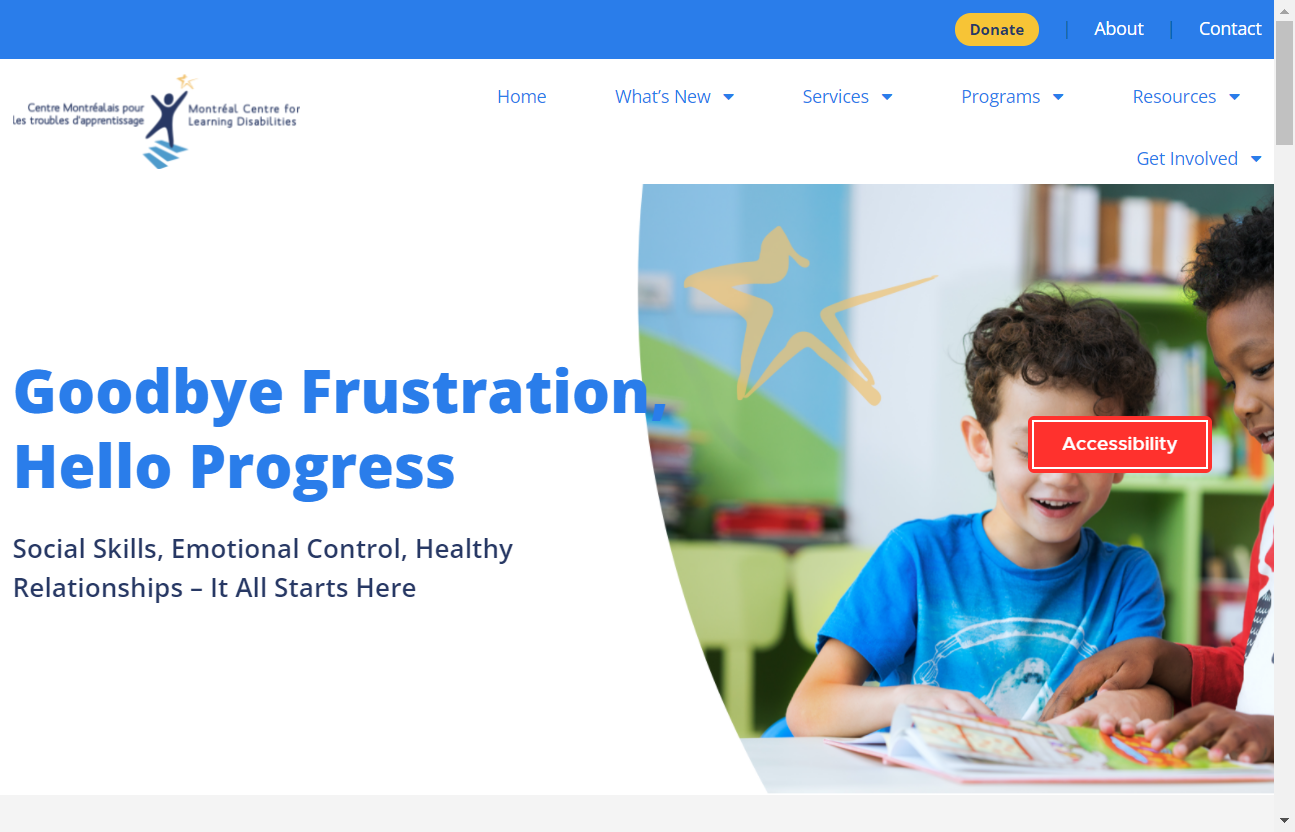 Donate | About | Contact
Centre Montréalais pour
les troubles d'apprentissage
Montréal Centre for
Learning Disabilities
Home What's New Services Programs Resources
Get Involved
Goodbye Frustration,
Hello Progress
Accessibility
Social Skills, Emotional Control, Healthy
Relationships – It All Starts Here